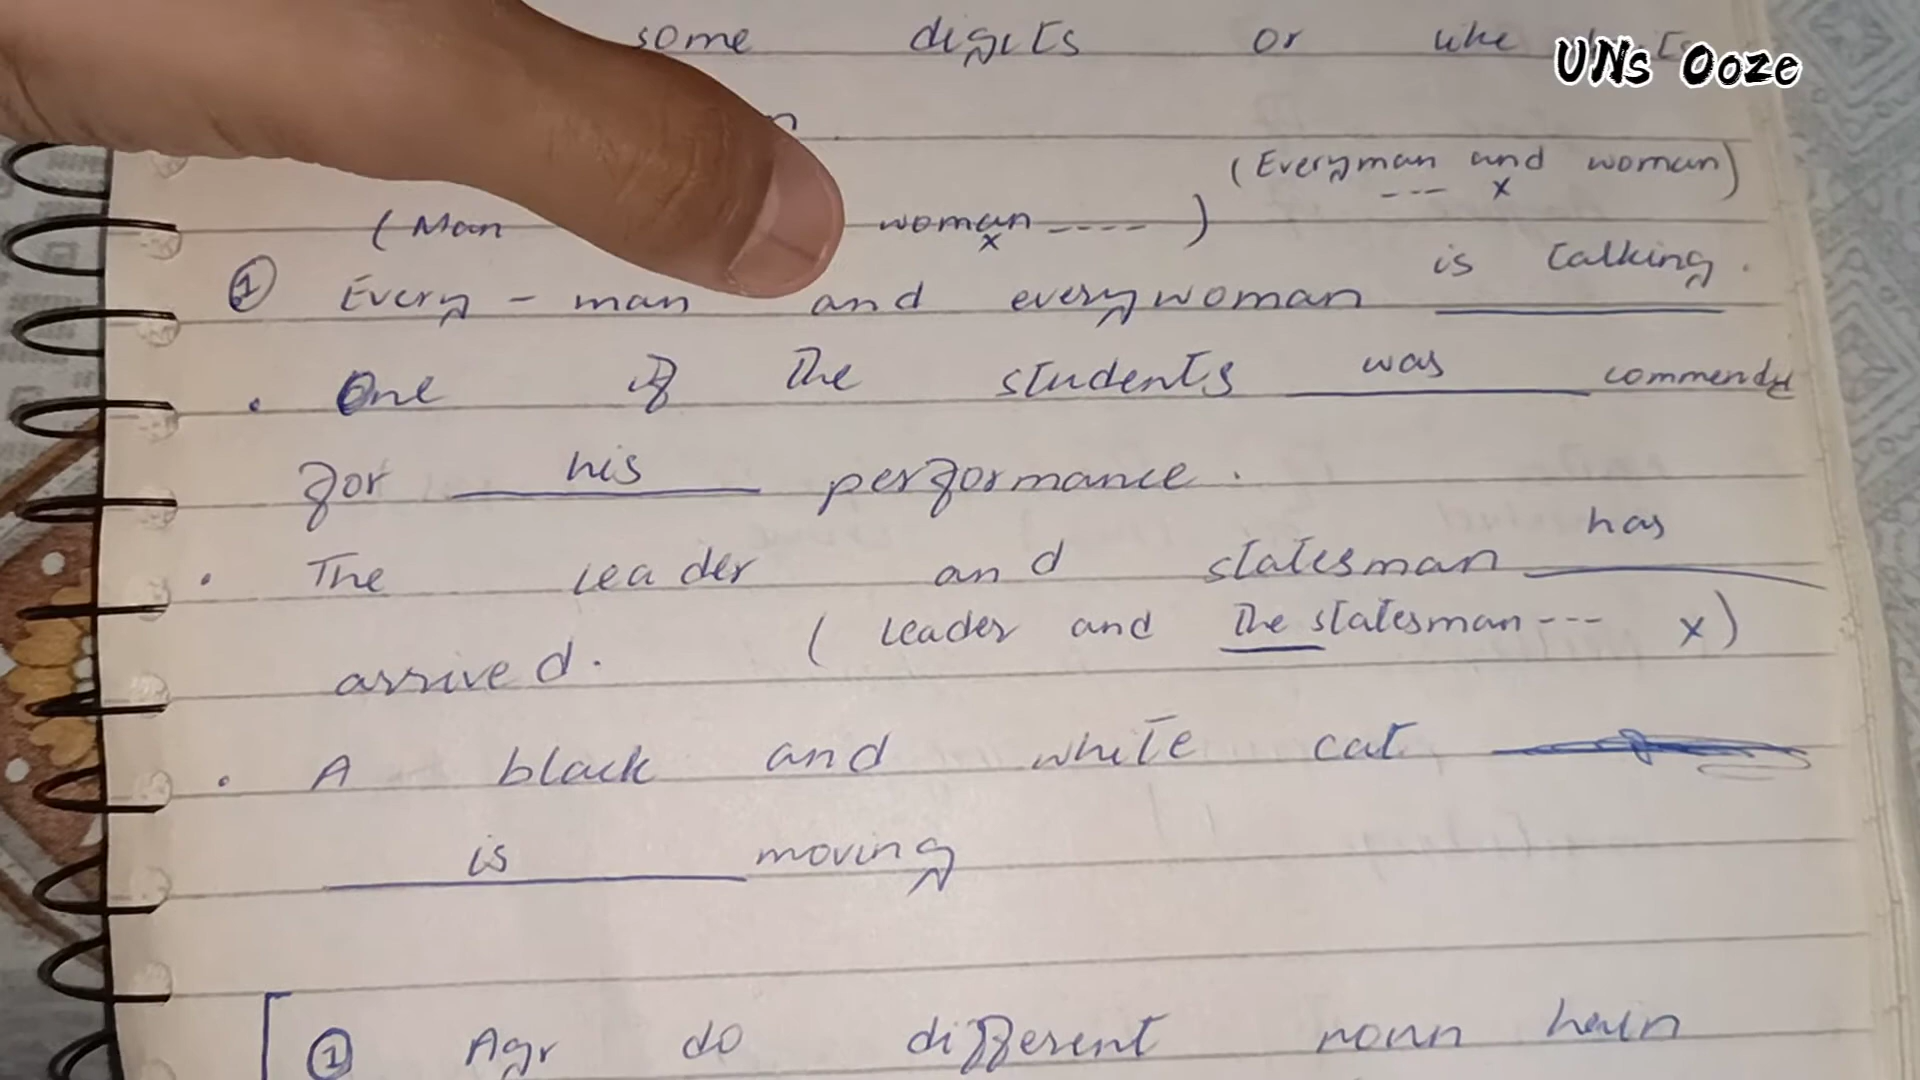 some digits or like
UNs Ooze
(Everyman and woman)
--- x
(Man woman ---- )
x
is talking.
① Every - man and everywoman
was
• One of the students commended
his
for performance.
has
• The leader and statesman
( leader and the statesman --- x)
arrived.
• A black and white cat
is moving
① Agr do different noun hain